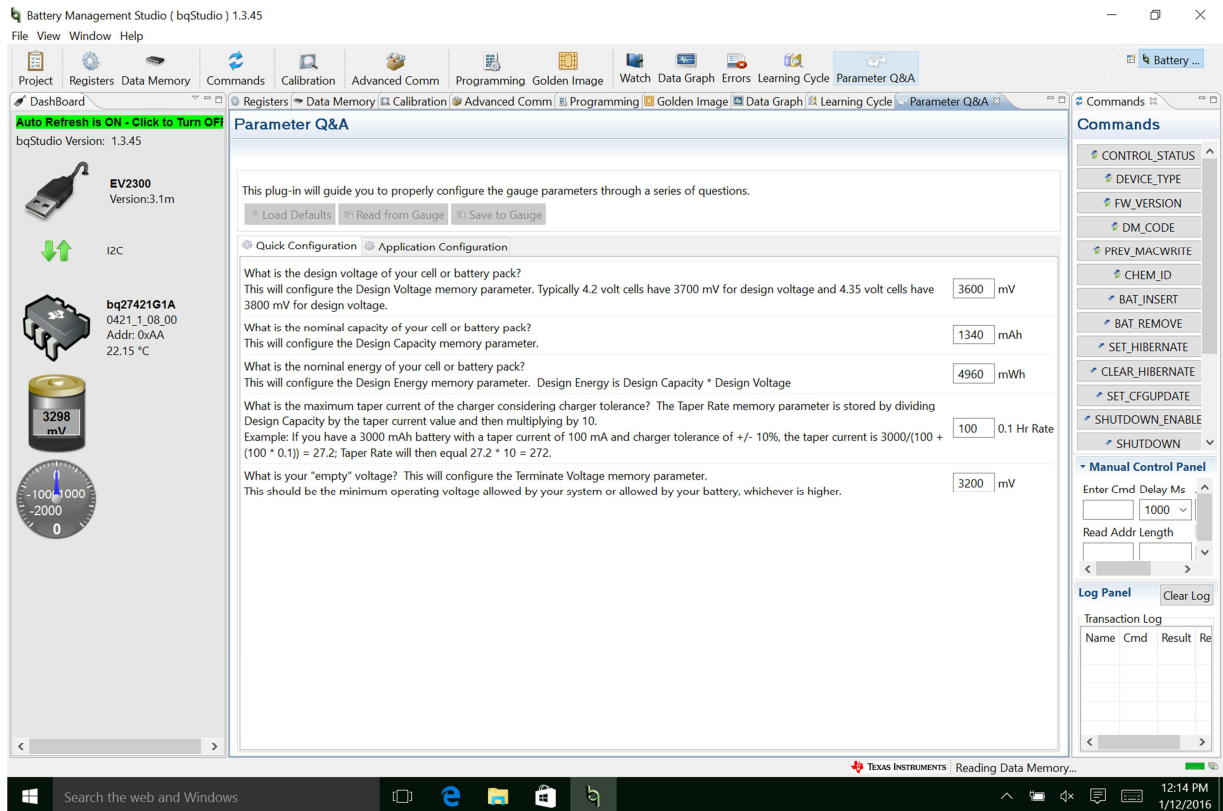 Battery Management Studio ( bqStudio ) 1.3.45
File View Window Help
Project Registers Data Memory Commands Calibration Advanced Comm Programming Golden Image Watch Data Graph Errors Learning Cycle Parameter Q&A
Battery ...
DashBoard
Registers Data Memory Calibration Advanced Comm Programming Golden Image Data Graph Learning Cycle Parameter Q&A
Commands
Auto Refresh is ON - Click to Turn OFF
bqStudio Version: 1.3.45
EV2300
Version:3.1m
I2C
bq27421G1A
0421_1_08_00
Addr: 0xAA
22.15 °C
3298
mV
-100 1000
-2000
0
Parameter Q&A
This plug-in will guide you to properly configure the gauge parameters through a series of questions.
Load Defaults Read from Gauge Save to Gauge
Quick Configuration Application Configuration
What is the design voltage of your cell or battery pack?
This will configure the Design Voltage memory parameter. Typically 4.2 volt cells have 3700 mV for design voltage and 4.35 volt cells have
3800 mV for design voltage.
3600 mV
What is the nominal capacity of your cell or battery pack?
This will configure the Design Capacity memory parameter.
1340 mAh
What is the nominal energy of your cell or battery pack?
This will configure the Design Energy memory parameter. Design Energy is Design Capacity * Design Voltage
4960 mWh
What is the maximum taper current of the charger considering charger tolerance? The Taper Rate memory parameter is stored by dividing
Design Capacity by the taper current value and then multiplying by 10.
Example: If you have a 3000 mAh battery with a taper current of 100 mA and charger tolerance of +/- 10%, the taper current is 3000/(100 +
(100 * 0.1)) = 27.2; Taper Rate will then equal 27.2 * 10 = 272.
100 0.1 Hr Rate
What is your "empty" voltage? This will configure the Terminate Voltage memory parameter.
This should be the minimum operating voltage allowed by your system or allowed by your battery, whichever is higher.
3200 mV
Commands
CONTROL_STATUS
DEVICE_TYPE
FW_VERSION
DM_CODE
PREV_MACWRITE
CHEM_ID
BAT_INSERT
BAT_REMOVE
SET_HIBERNATE
CLEAR_HIBERNATE
SET_CFGUPDATE
SHUTDOWN_ENABLE
SHUTDOWN
Manual Control Panel
Enter Cmd Delay Ms
1000
Read Addr Length
Log Panel Clear Log
Transaction Log
Name Cmd Result Re
TEXAS INSTRUMENTS Reading Data Memory...
Search the web and Windows
12:14 PM
1/12/2016